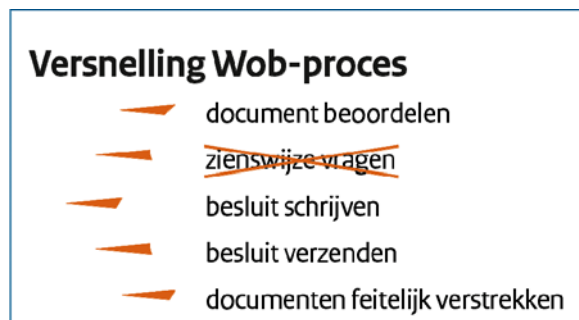 Versnelling Wob-proces
document beoordelen
zienswijze vragen
besluit schrijven
besluit verzenden
documenten feitelijk verstrekken